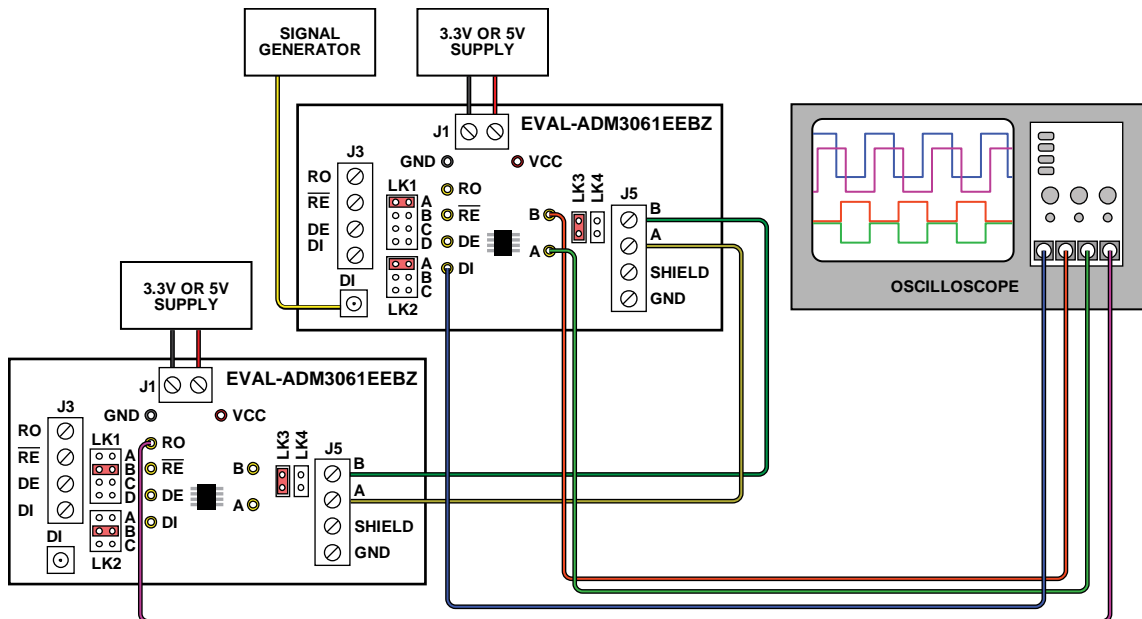 SIGNAL
GENERATOR
3.3V OR 5V
SUPPLY
EVAL-ADM3061EEBZ
J1
GND
VCC
J3
RO
RE
DE
DI
DI
LK1
A
B
C
D
A
B
C
LK2
RO
RE
DE
DI
B
A
LK3
LK4
J5
B
A
SHIELD
GND
OSCILLOSCOPE
3.3V OR 5V
SUPPLY
EVAL-ADM3061EEBZ
J1
GND
VCC
J3
RO
RE
DE
DI
DI
LK1
A
B
C
D
A
B
C
LK2
RO
RE
DE
DI
B
A
LK3
LK4
J5
B
A
SHIELD
GND